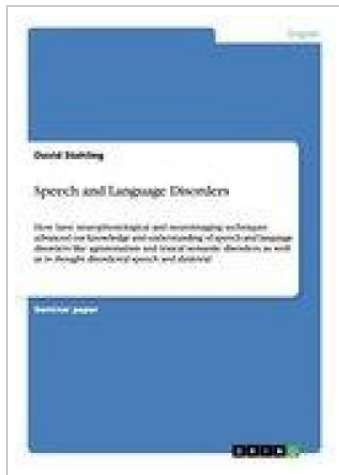 English
David Stehling
Speech and Language Disorders
How have neurophysiological and neuroimaging techniques
advanced our knowledge and understanding of speech and language
disorders like agrammatism and lexical semantic disorders, as well
as in thought disordered speech and dyslexia?
Seminar paper
GRIN